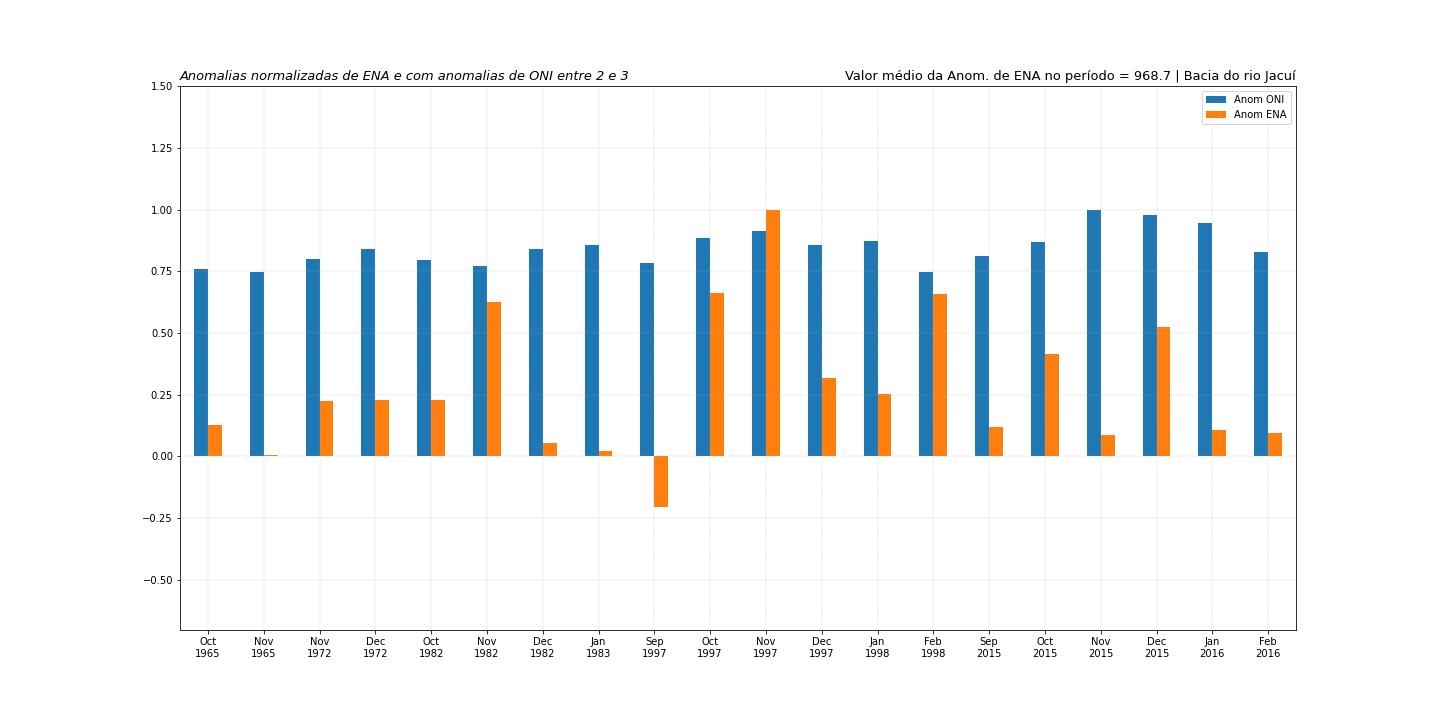 Anomalias normalizadas de ENA e com anomalias de ONI entre 2 e 3
Valor médio da Anom. de ENA no período = 968.7 | Bacia do rio Jacuí
Anom ONI
Anom ENA
1.50
1.25
1.00
0.75
0.50
0.25
0.00
−0.25
−0.50
Oct
1965
Nov
1965
Nov
1972
Dec
1972
Oct
1982
Nov
1982
Dec
1982
Jan
1983
Sep
1997
Oct
1997
Nov
1997
Dec
1997
Jan
1998
Feb
1998
Sep
2015
Oct
2015
Nov
2015
Dec
2015
Jan
2016
Feb
2016